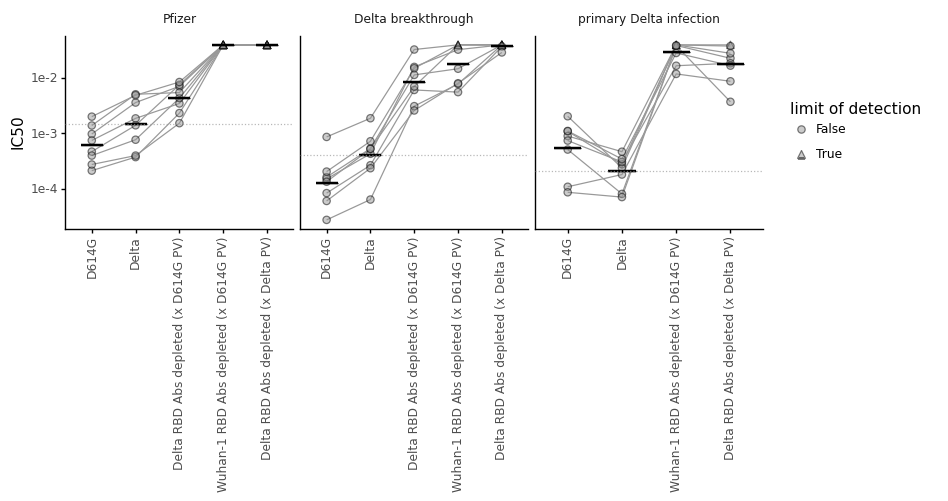 Pfizer
Delta breakthrough
primary Delta infection
IC50
1e-2
1e-3
1e-4
D614G
Delta
Delta RBD Abs depleted (x D614G PV)
Wuhan-1 RBD Abs depleted (x D614G PV)
Delta RBD Abs depleted (x Delta PV)
D614G
Delta
Delta RBD Abs depleted (x D614G PV)
Wuhan-1 RBD Abs depleted (x D614G PV)
Delta RBD Abs depleted (x Delta PV)
D614G
Delta
Wuhan-1 RBD Abs depleted (x D614G PV)
Delta RBD Abs depleted (x Delta PV)
limit of detection
False
True